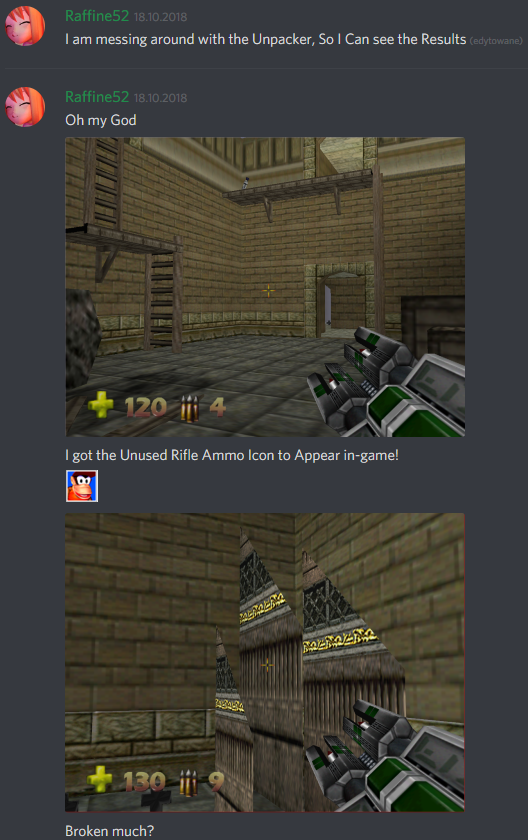 Raffine52 18.10.2018
I am messing around with the Unpacker, So I Can see the Results (edytowane)
Raffine52 18.10.2018
Oh my God
120 4
I got the Unused Rifle Ammo Icon to Appear in-game!
130 9
Broken much?